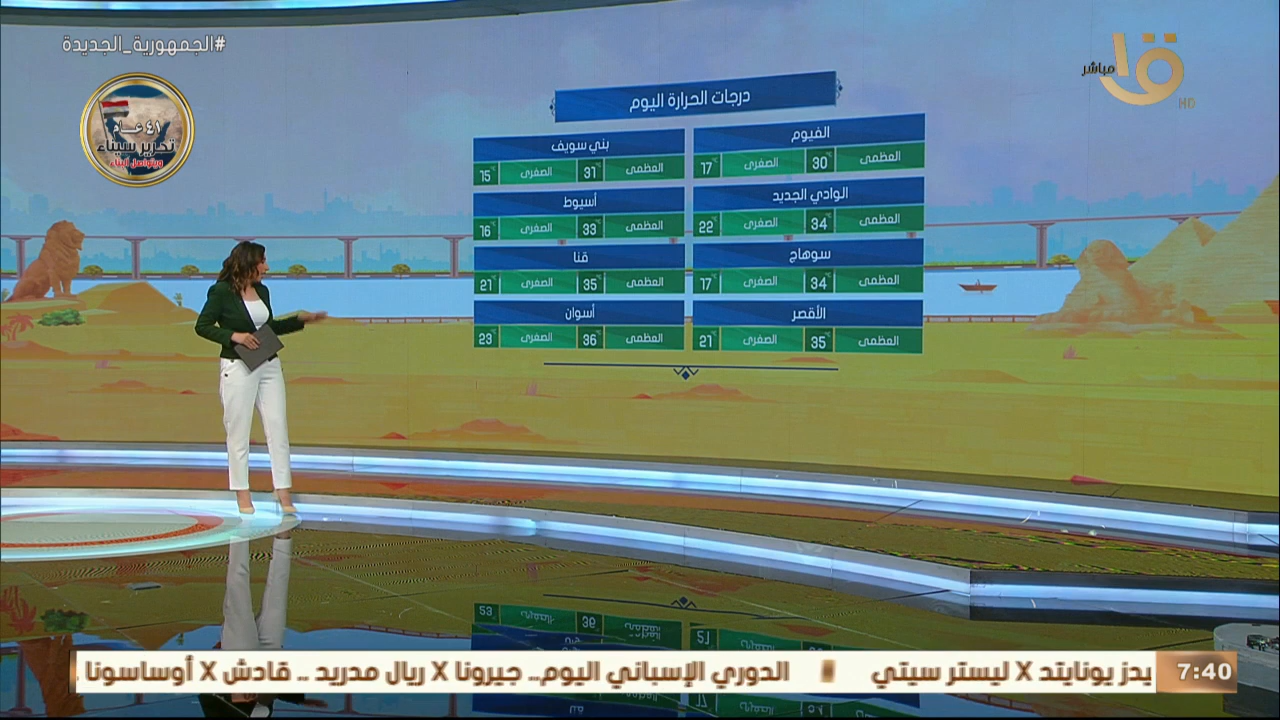 #الجمهورية_الجديدة
مباشر
HD
٤١ عام
تحرير سيناء
ويتواصل البناء
درجات الحرارة اليوم
الفيوم
العظمى 30 الصغرى 17
بني سويف
العظمى 31 الصغرى 15
الوادي الجديد
العظمى 34 الصغرى 22
أسيوط
العظمى 33 الصغرى 16
سوهاج
العظمى 34 الصغرى 17
قنا
العظمى 35 الصغرى 21
الأقصر
العظمى 35 الصغرى 21
أسوان
العظمى 36 الصغرى 23
7:40 يدز يونايتد X ليستر سيتي الدوري الإسباني اليوم.. جيرونا X ريال مدريد .. قادش X أوساسونا